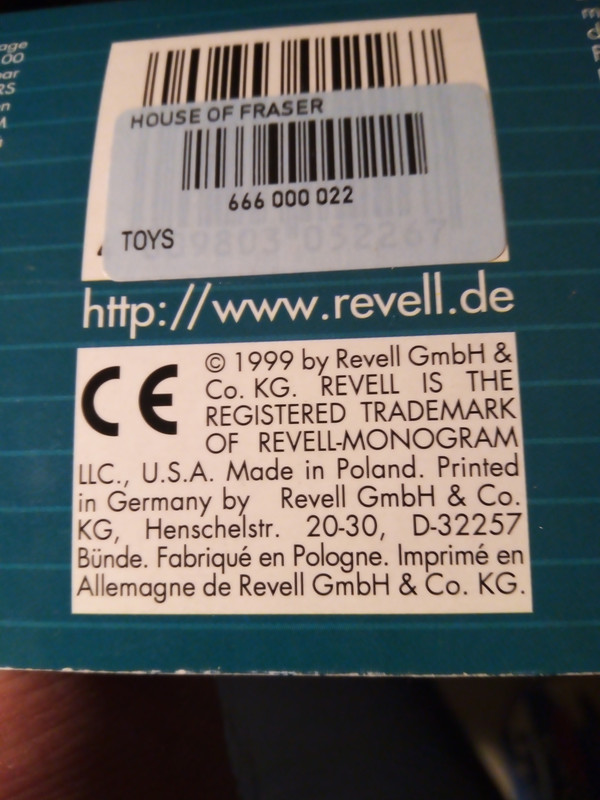 HOUSE OF FRASER
666 000 022
TOYS
9803 052267
http://www.revell.de
CE
© 1999 by Revell GmbH &
Co. KG. REVELL IS THE
REGISTERED TRADEMARK
OF REVELL-MONOGRAM
LLC., U.S.A. Made in Poland. Printed
in Germany by Revell GmbH & Co.
KG, Henschelstr. 20-30, D-32257
Bünde. Fabriqué en Pologne. Imprimé en
Allemagne de Revell GmbH & Co. KG.